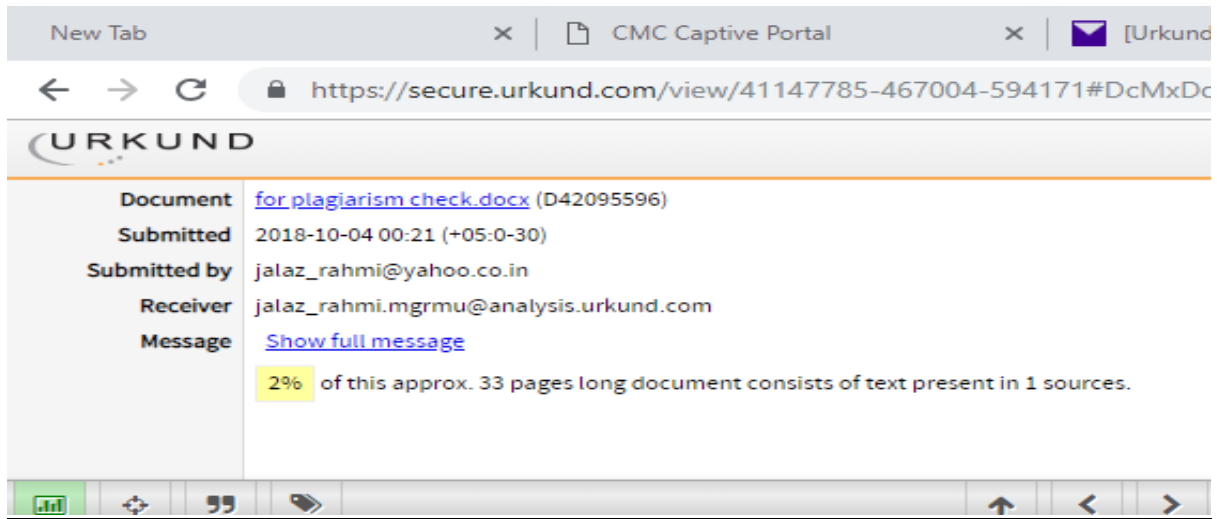 New Tab × CMC Captive Portal × [Urkund
https://secure.urkund.com/view/41147785-467004-594171#DcMxDc
URKUND
Document for plagiarism check.docx (D42095596)
Submitted 2018-10-04 00:21 (+05:0-30)
Submitted by jalaz_rahmi@yahoo.co.in
Receiver jalaz_rahmi.mgrmu@analysis.urkund.com
Message Show full message
2% of this approx. 33 pages long document consists of text present in 1 sources.